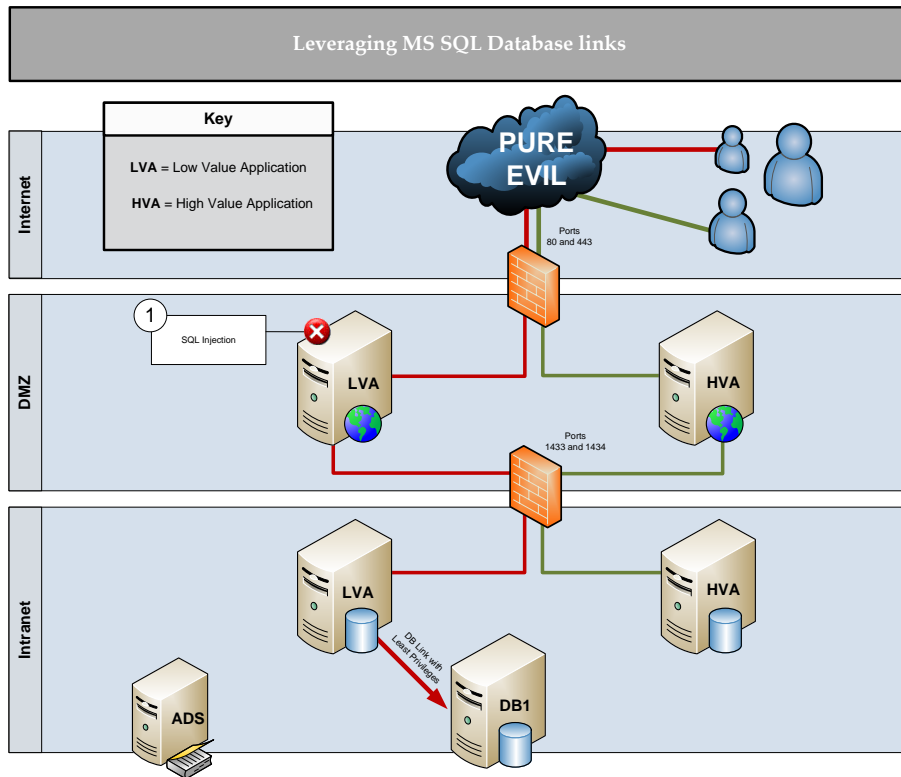 Leveraging MS SQL Database links
Key
LVA = Low Value Application
HVA = High Value Application
Internet
PURE
EVIL
Ports
80 and 443
DMZ
1
SQL Injection
LVA
HVA
Ports
1433 and 1434
Intranet
LVA
HVA
DB Link with
Least Privileges
DB1
ADS